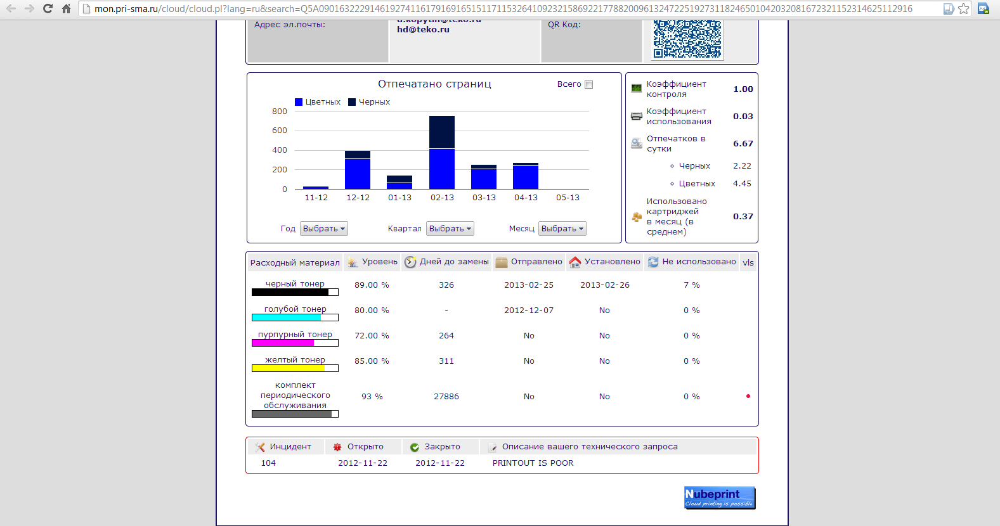 mon.pri-sma.ru/cloud/cloud.pl?lang=ru&search=Q5A09016322291461927411617916916515117115326410923215869221778820096132472251927311824650104203208167232115231462511​2916
Адрес эл.почты:
d.kopytin@teko.ru
hd@teko.ru
QR Код:
Отпечатано страниц
Всего
Цветных Черных
800
600
400
200
0
11-12 12-12 01-13 02-13 03-13 04-13 05-13
Год Выбрать Квартал Выбрать Месяц Выбрать
Коэффициент контроля 1.00
Коэффициент использования 0.03
Отпечатков в сутки 6.67
Черных 2.22
Цветных 4.45
Использовано картриджей в месяц (в среднем) 0.37
Расходный материал Уровень Дней до замены Отправлено Установлено Не использовано vls
черный тонер 89.00 % 326 2013-02-25 2013-02-26 7 %
голубой тонер 80.00 % - 2012-12-07 No 0 %
пурпурный тонер 72.00 % 264 No No 0 %
желтый тонер 85.00 % 311 No No 0 %
комплект периодического обслуживания 93 % 27886 No No 0 %
Инцидент Открыто Закрыто Описание вашего технического запроса
104 2012-11-22 2012-11-22 PRINTOUT IS POOR
Nubeprint
Cloud printing is possible